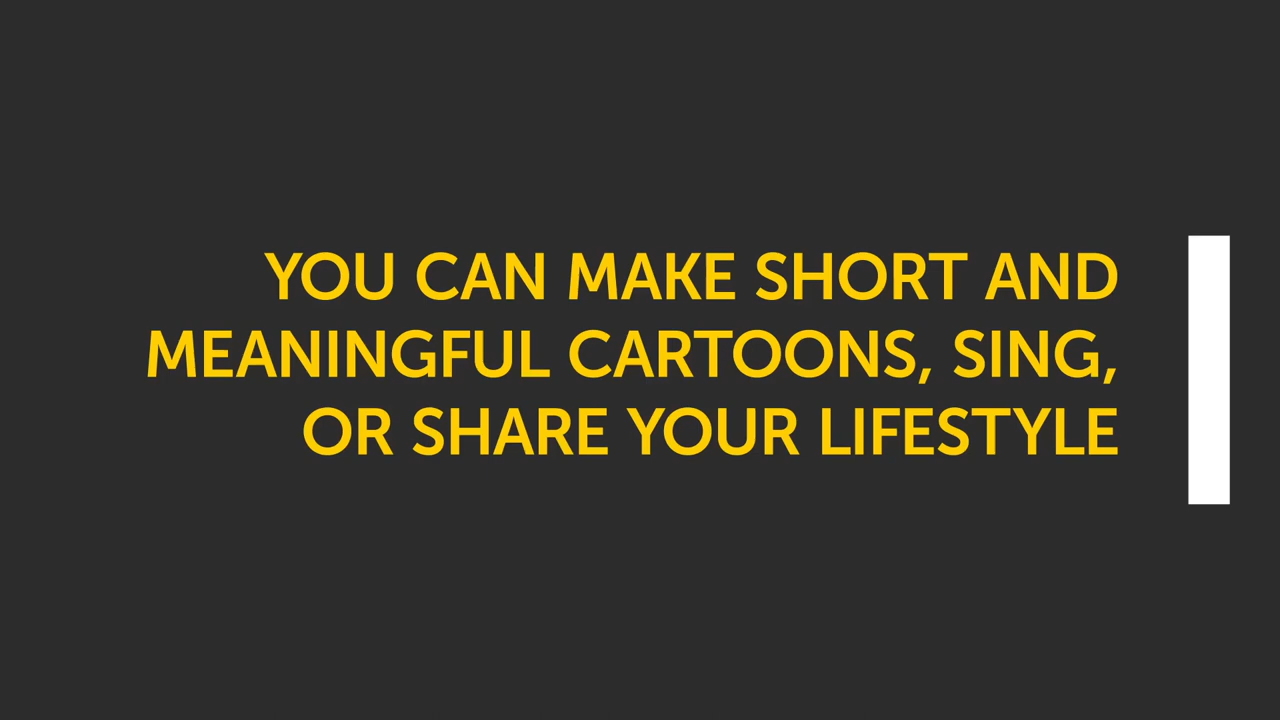 YOU CAN MAKE SHORT AND
MEANINGFUL CARTOONS, SING,
OR SHARE YOUR LIFESTYLE